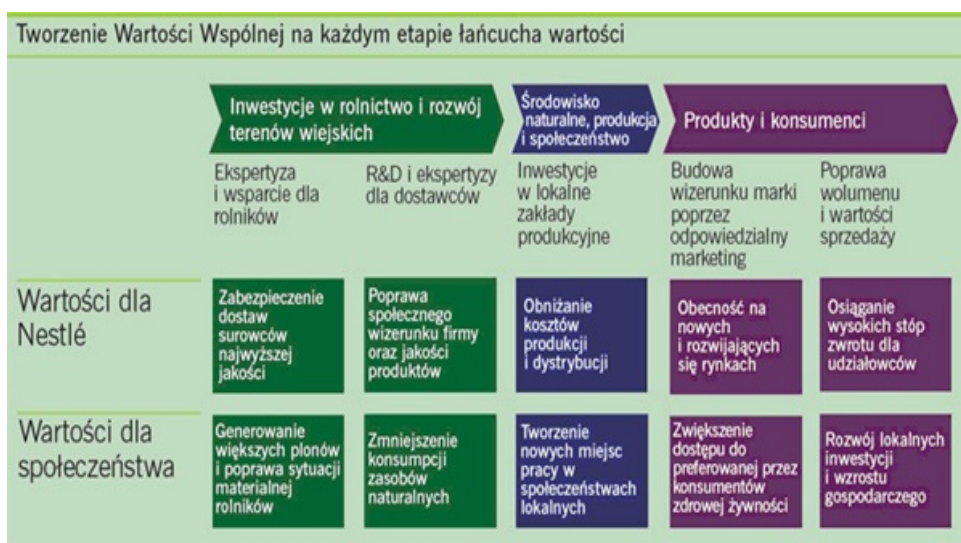 Tworzenie Wartości Wspólnej na każdym etapie łańcucha wartości
Inwestycje w rolnictwo i rozwój
terenów wiejskich
Środowisko
naturalne, produkcja
i społeczeństwo
Produkty i konsumenci
Ekspertyza
i wsparcie dla
rolników
R&D i ekspertyzy
dla dostawców
Inwestycje
w lokalne
zakłady
produkcyjne
Budowa
wizerunku marki
poprzez
odpowiedzialny
marketing
Poprawa
wolumenu
i wartości
sprzedaży
Wartości dla
Nestlé
Zabezpieczenie
dostaw
surowców
najwyższej
jakości
Poprawa
społecznego
wizerunku firmy
oraz jakości
produktów
Obniżanie
kosztów
produkcji
i dystrybucji
Obecność na
nowych
i rozwijających
się rynkach
Osiąganie
wysokich stóp
zwrotu dla
udziałowców
Wartości dla
społeczeństwa
Generowanie
większych plonów
i poprawa sytuacji
materialnej
rolników
Zmniejszenie
konsumpcji
zasobów
naturalnych
Tworzenie
nowych miejsc
pracy w
społeczeństwach
lokalnych
Zwiększenie
dostępu do
preferowanej przez
konsumentów
zdrowej żywności
Rozwój lokalnych
inwestycji
i wzrostu
gospodarczego